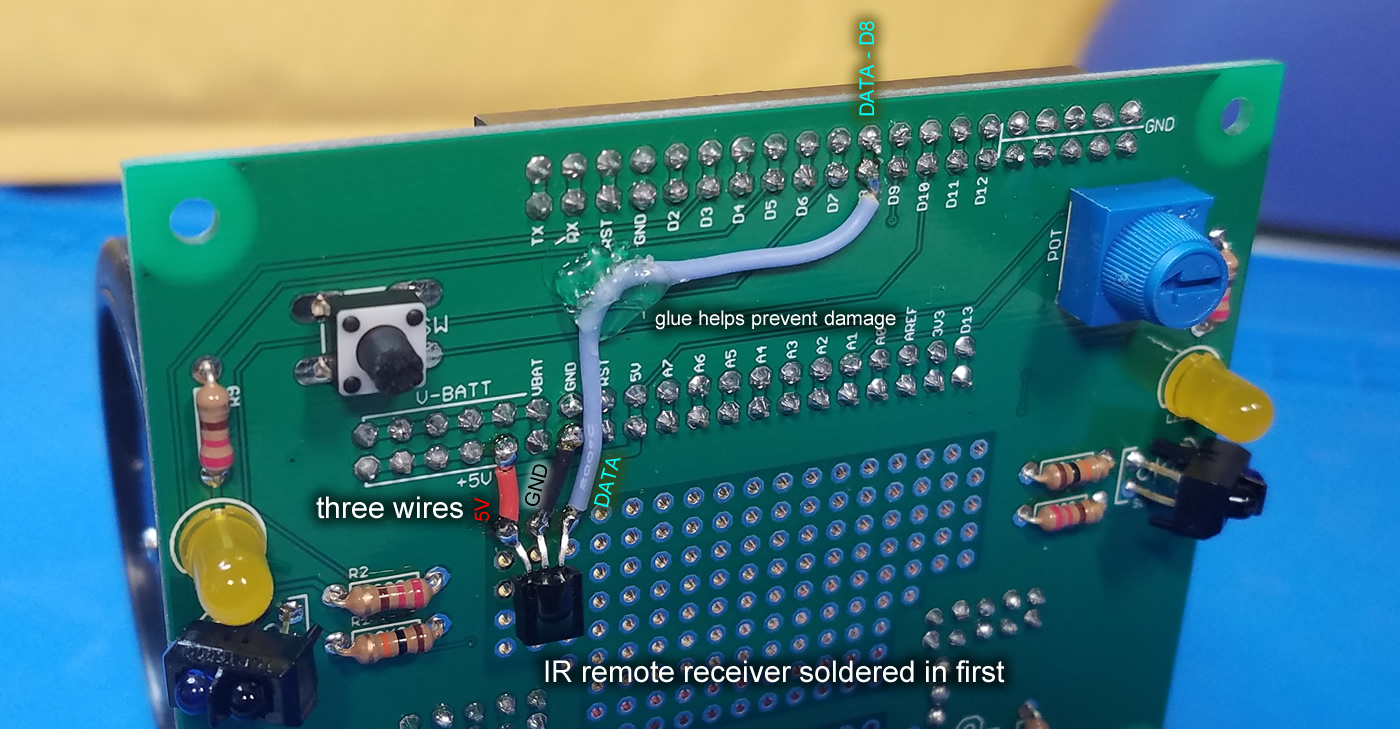 DATA - D8
GND
TX
RX
RST
GND
D2
D3
D4
D5
D6
D7
D9
D10
D11
D12
POT
glue helps prevent damage
SW
V-BATT
VBAT
GND
RST
5V
A7
A6
A5
A4
A3
A2
A1
A0
AREF
3V3
D13
R9
+5V
three wires
5V
GND
DATA
R2
R1
IR remote receiver soldered in first